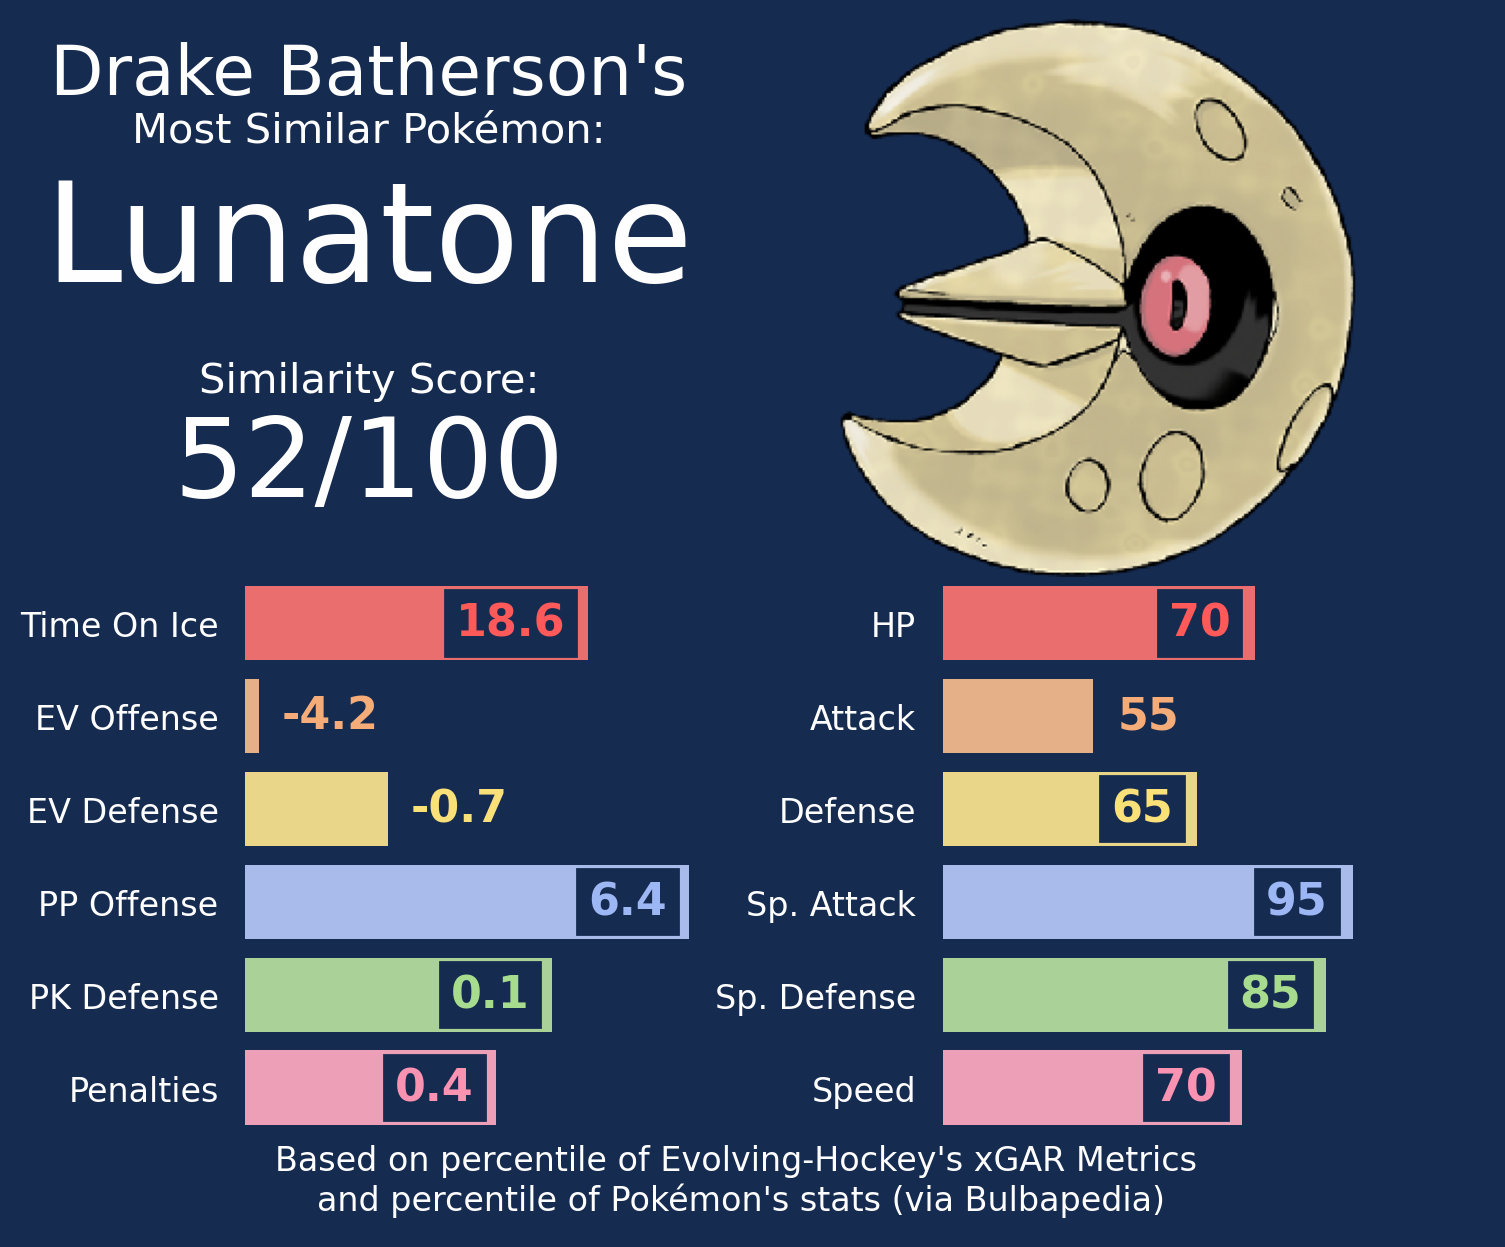 Drake Batherson's
Most Similar Pokémon:
Lunatone
Similarity Score:
52/100
Time On Ice 18.6
EV Offense -4.2
EV Defense -0.7
PP Offense 6.4
PK Defense 0.1
Penalties 0.4
HP 70
Attack 55
Defense 65
Sp. Attack 95
Sp. Defense 85
Speed 70
Based on percentile of Evolving-Hockey's xGAR Metrics
and percentile of Pokémon's stats (via Bulbapedia)